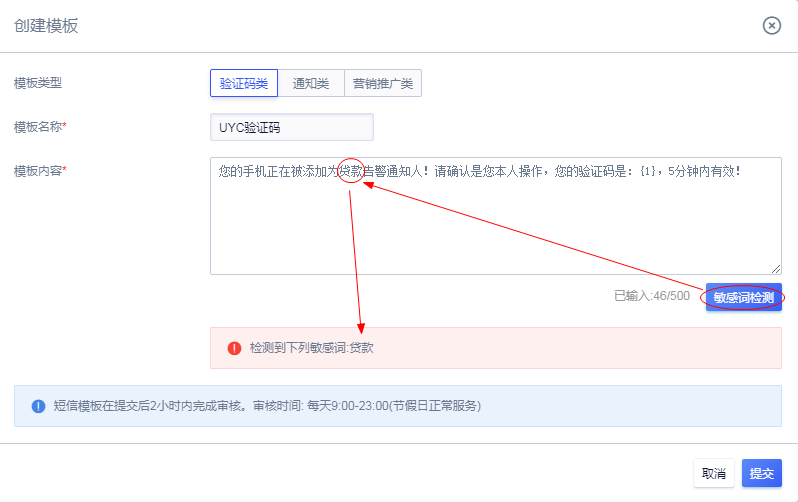 创建模板
模板类型 验证码类 通知类 营销推广类
模板名称* UYC验证码
模板内容* 您的手机正在被添加为贷款告警通知人！请确认是您本人操作，您的验证码是：{1}，5分钟内有效！
已输入:46/500 敏感词检测
检测到下列敏感词:贷款
短信模板在提交后2小时内完成审核。审核时间: 每天9:00-23:00(节假日正常服务)
取消 提交